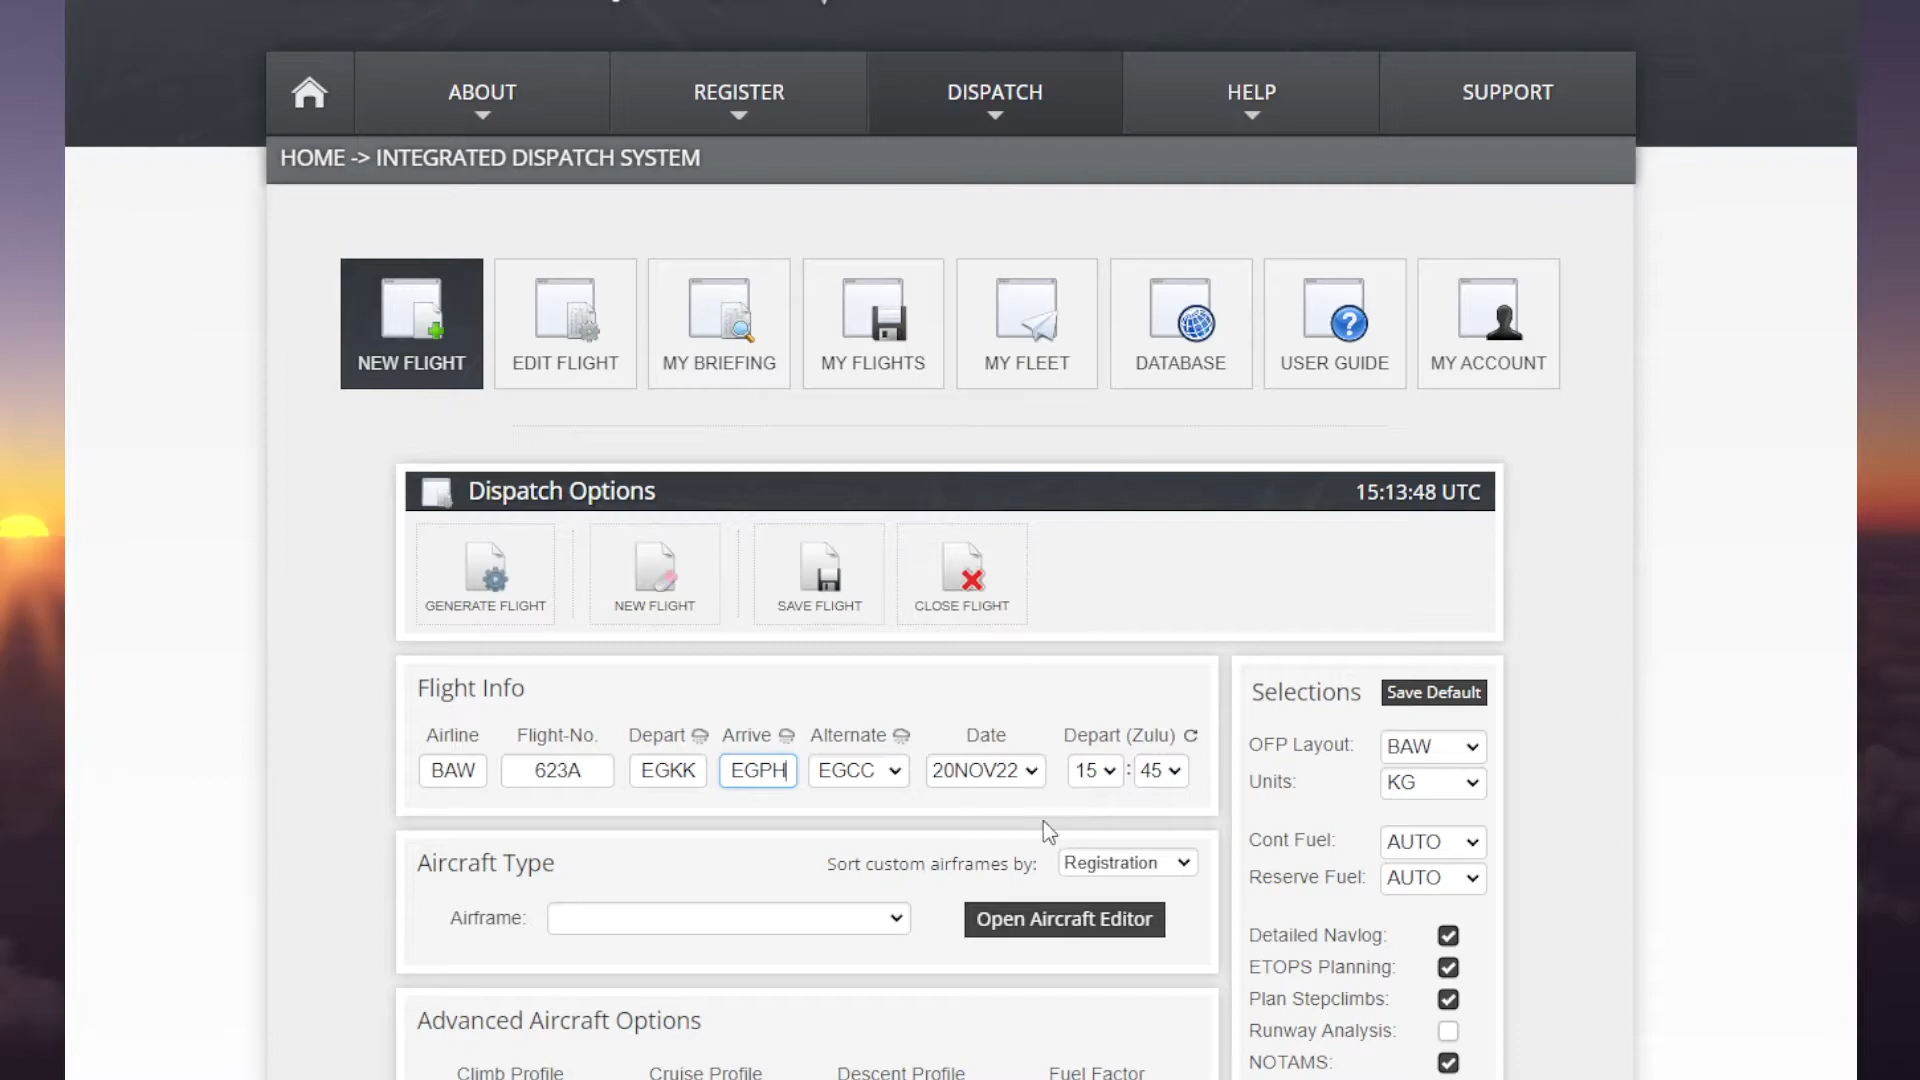 ABOUT REGISTER DISPATCH HELP SUPPORT
HOME -> INTEGRATED DISPATCH SYSTEM
NEW FLIGHT EDIT FLIGHT MY BRIEFING MY FLIGHTS MY FLEET DATABASE USER GUIDE MY ACCOUNT
Dispatch Options 15:13:48 UTC
GENERATE FLIGHT NEW FLIGHT SAVE FLIGHT CLOSE FLIGHT
Flight Info
Airline Flight-No. Depart Arrive Alternate Date Depart (Zulu)
BAW 623A EGKK EGPH EGCC 20NOV22 15 : 45
Aircraft Type Sort custom airframes by: Registration
Airframe: Open Aircraft Editor
Advanced Aircraft Options
Climb Profile Cruise Profile Descent Profile Fuel Factor
Selections Save Default
OFP Layout: BAW
Units: KG
Cont Fuel: AUTO
Reserve Fuel: AUTO
Detailed Navlog:
ETOPS Planning:
Plan Stepclimbs:
Runway Analysis:
NOTAMS: